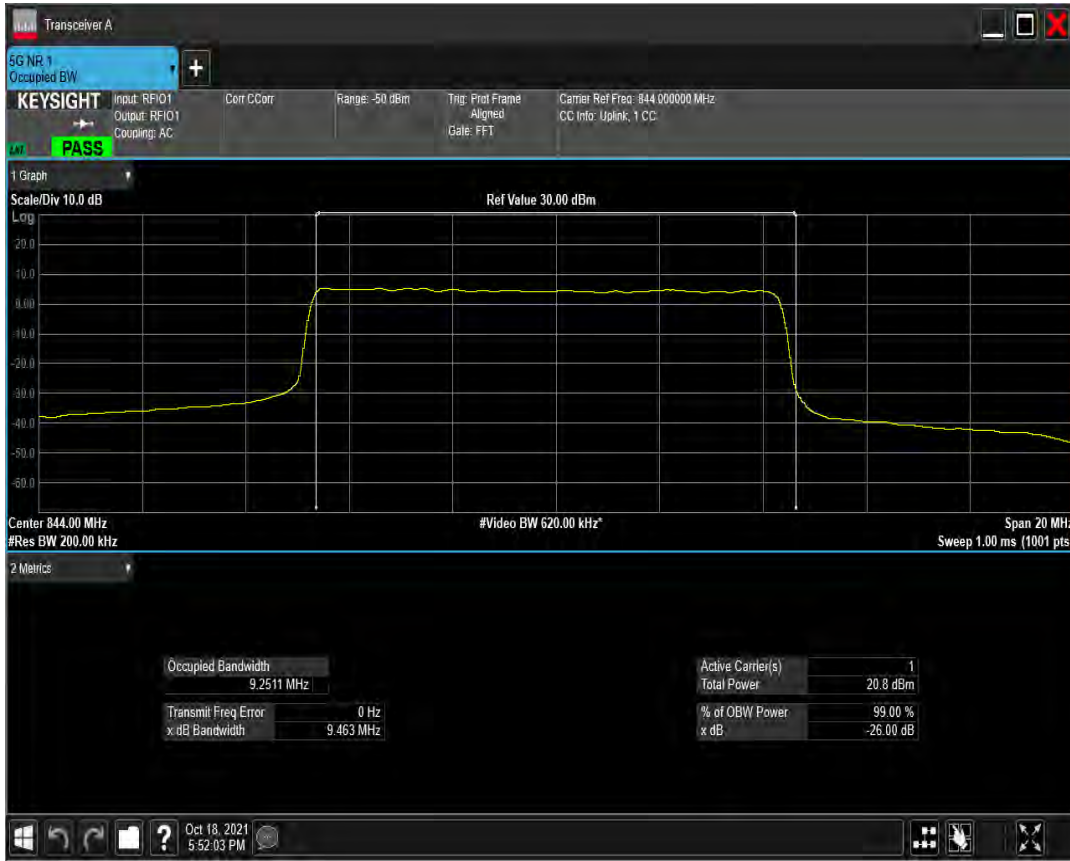 Transceiver A
5G NR 1
Occupied BW
KEYSIGHT
Input: RFIO1
Output: RFIO1
Coupling: AC
Corr CCorr
Range: -50 dBm
Trig: Prot Frame
Aligned
Gate: FFT
Carrier Ref Freq: 844.000000 MHz
CC Info: Uplink, 1 CC
PASS
1 Graph
Scale/Div 10.0 dB
Ref Value 30.00 dBm
Log
20.0
10.0
0.00
-10.0
-20.0
-30.0
-40.0
-50.0
-60.0
Center 844.00 MHz
#Video BW 620.00 kHz*
Span 20 MHz
#Res BW 200.00 kHz
Sweep 1.00 ms (1001 pts
2 Metrics
Occupied Bandwidth
9.2511 MHz
Transmit Freq Error 0 Hz
x dB Bandwidth 9.463 MHz
Active Carrier(s) 1
Total Power 20.8 dBm
% of OBW Power 99.00 %
x dB -26.00 dB
Oct 18, 2021
5:52:03 PM